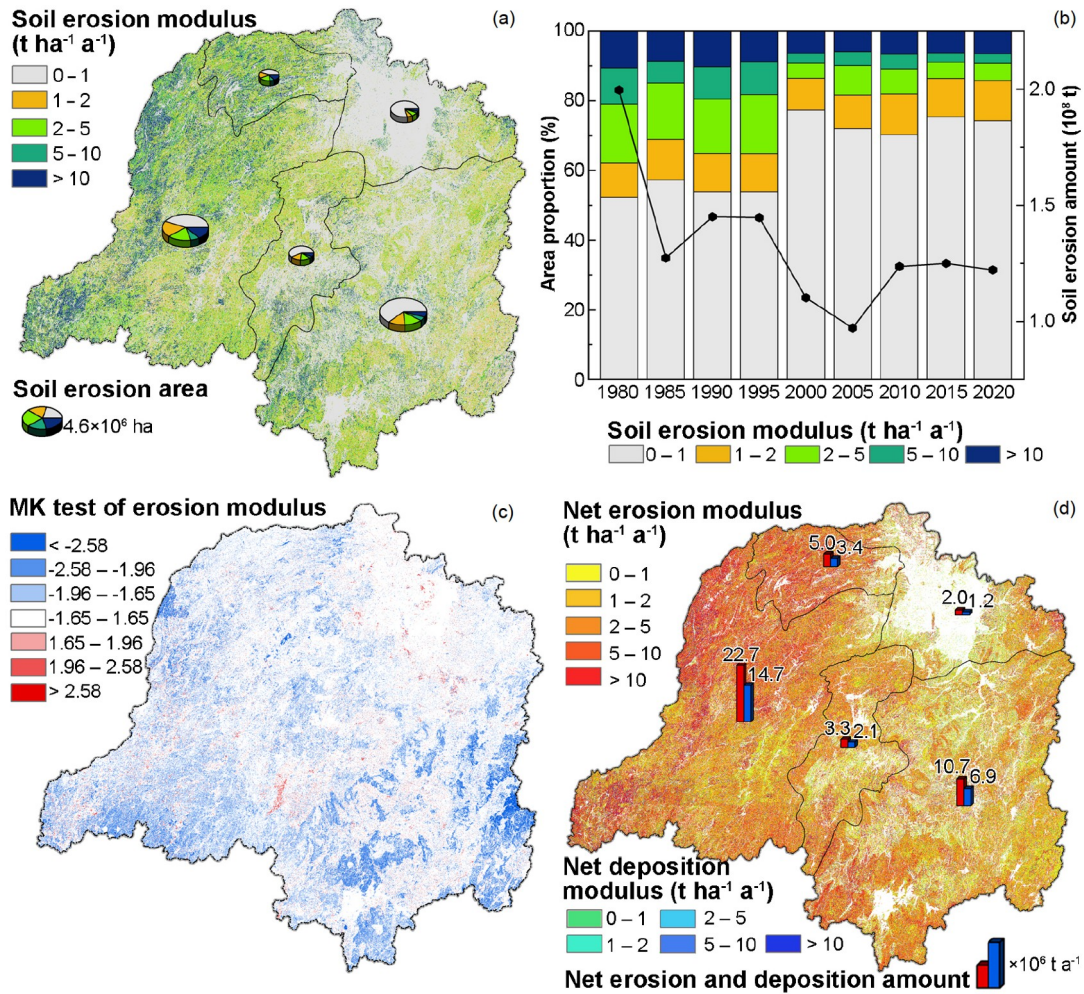 Soil erosion modulus
(t ha⁻¹ a⁻¹)
0 – 1
1 – 2
2 – 5
5 – 10
> 10
Soil erosion area
4.6×10⁶ ha
(a)
(b)
Area proportion (%)
100
80
60
40
20
0
2.0
1.5
1.0
Soil erosion amount (10⁸ t)
1980 1985 1990 1995 2000 2005 2010 2015 2020
Soil erosion modulus (t ha⁻¹ a⁻¹)
0 – 1 1 – 2 2 – 5 5 – 10 > 10
MK test of erosion modulus
(c)
< -2.58
-2.58 – -1.96
-1.96 – -1.65
-1.65 – 1.65
1.65 – 1.96
1.96 – 2.58
> 2.58
Net erosion modulus
(t ha⁻¹ a⁻¹)
(d)
0 – 1
1 – 2
2 – 5
5 – 10
> 10
5.0 3.4
2.0 1.2
22.7 14.7
3.3 2.1
10.7 6.9
Net deposition
modulus (t ha⁻¹ a⁻¹)
0 – 1 2 – 5
1 – 2 5 – 10 > 10
Net erosion and deposition amount ×10⁶ t a⁻¹